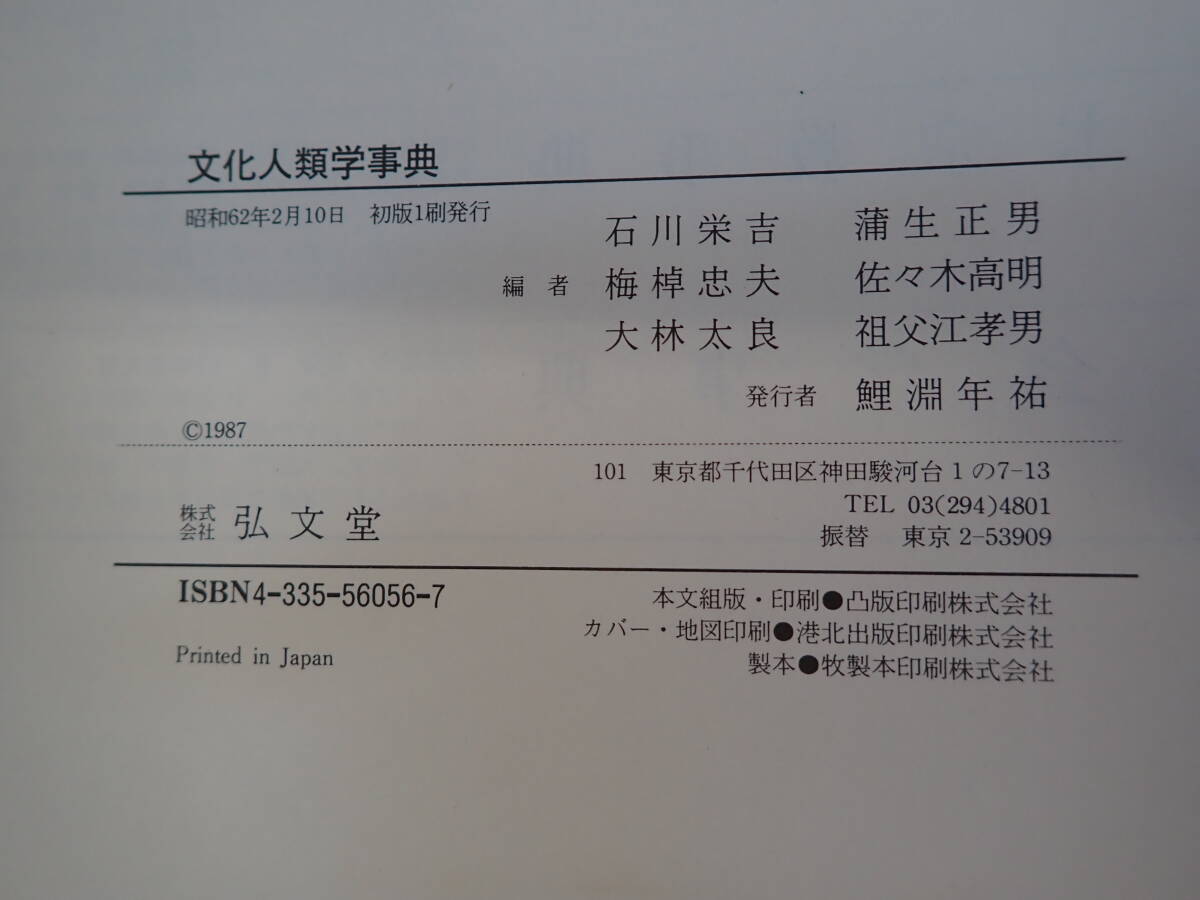 文化人類学事典
昭和62年2月10日 初版1刷発行
石川栄吉 蒲生正男
編者 梅棹忠夫 佐々木高明
大林太良 祖父江孝男
発行者 鯉淵年祐
©1987
101 東京都千代田区神田駿河台1の7-13
株式会社 弘文堂
TEL 03(294)4801
振替 東京2-53909
ISBN4-335-56056-7
本文組版・印刷●凸版印刷株式会社
カバー・地図印刷●港北出版印刷株式会社
Printed in Japan
製本●牧製本印刷株式会社